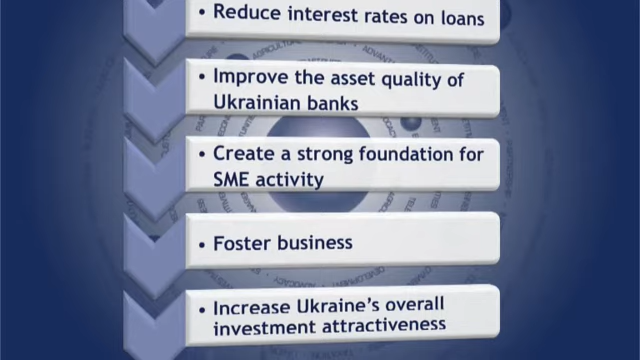 • Reduce interest rates on loans
• Improve the asset quality of
Ukrainian banks
• Create a strong foundation for
SME activity
• Foster business
• Increase Ukraine's overall
investment attractiveness